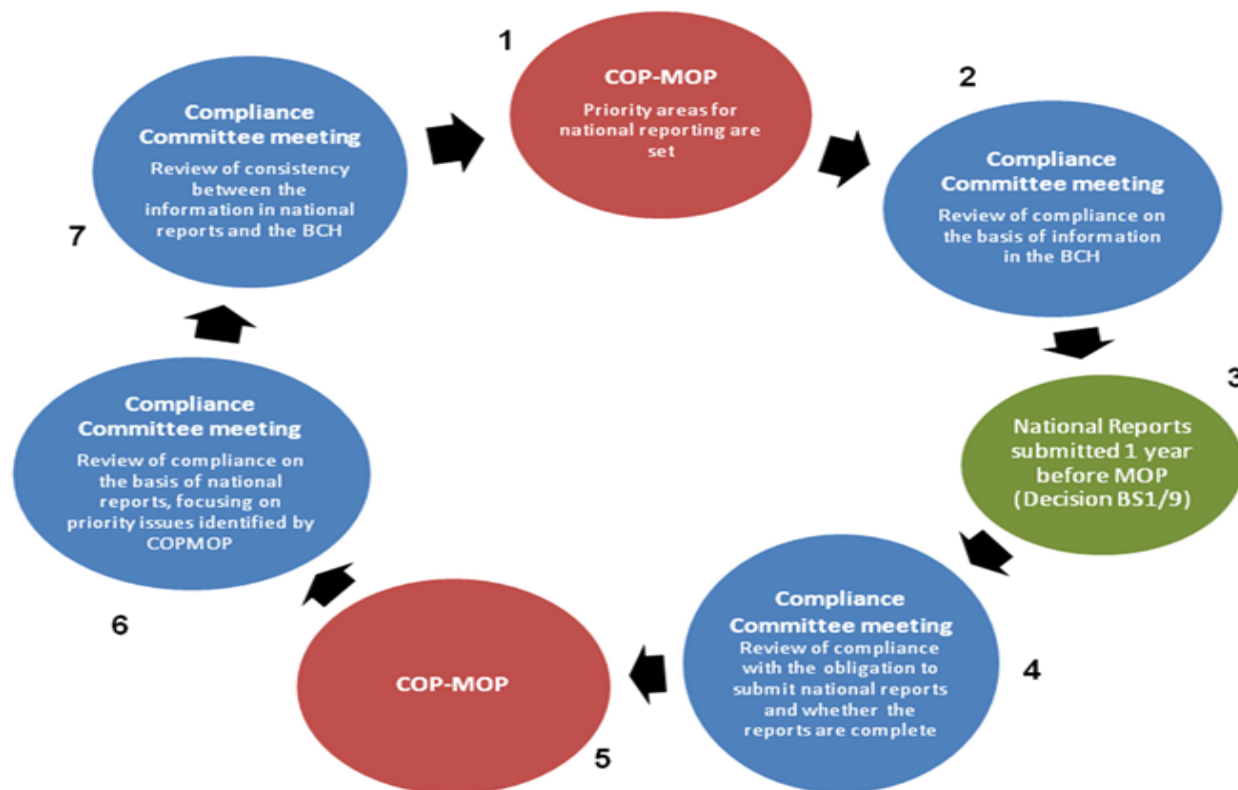 1
COP-MOP
Priority areas for
national reporting are
set
2
Compliance
Committee meeting
Review of compliance on
the basis of information
in the BCH
3
National Reports
submitted 1 year
before MOP
(Decision BS1/9)
4
Compliance
Committee meeting
Review of compliance
with the obligation to
submit national reports
and whether the
reports are complete
5
COP-MOP
6
Compliance
Committee meeting
Review of compliance on
the basis of national
reports, focusing on
priority issues identified by
COPMOP
7
Compliance
Committee meeting
Review of consistency
between the
information in national
reports and the BCH